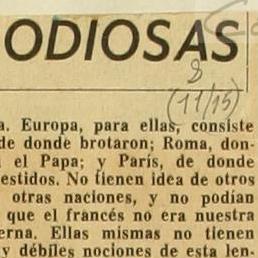 ODIOSAS
8
(11/15)
a. Europa, para ellas, consiste
de donde brotaron; Roma, don-
el Papa; y París, de donde
estidos. No tienen idea de otros
otras naciones, y no podían
que el francés no era nuestra
erna. Ellas mismas no tienen
y débiles nociones de esta len-